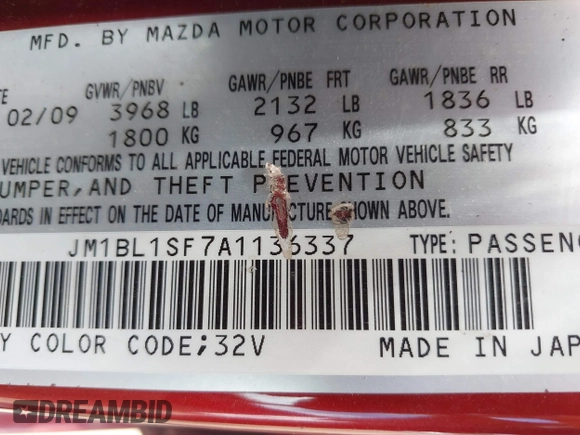 MFD. BY MAZDA MOTOR CORPORATION
GVWR/PNBV GAWR/PNBE FRT GAWR/PNBE RR
02/09 3968 LB 2132 LB 1836 LB
1800 KG 967 KG 833 KG
VEHICLE CONFORMS TO ALL APPLICABLE FEDERAL MOTOR VEHICLE SAFETY
UMPER, AND THEFT P EVENTION
DARDS IN EFFECT ON THE DATE OF MANUFACTURE SHOWN ABOVE.
JM1BL1SF7A1136337 TYPE: PASSENG
Y COLOR CODE;32V MADE IN JAP
DREAMBID